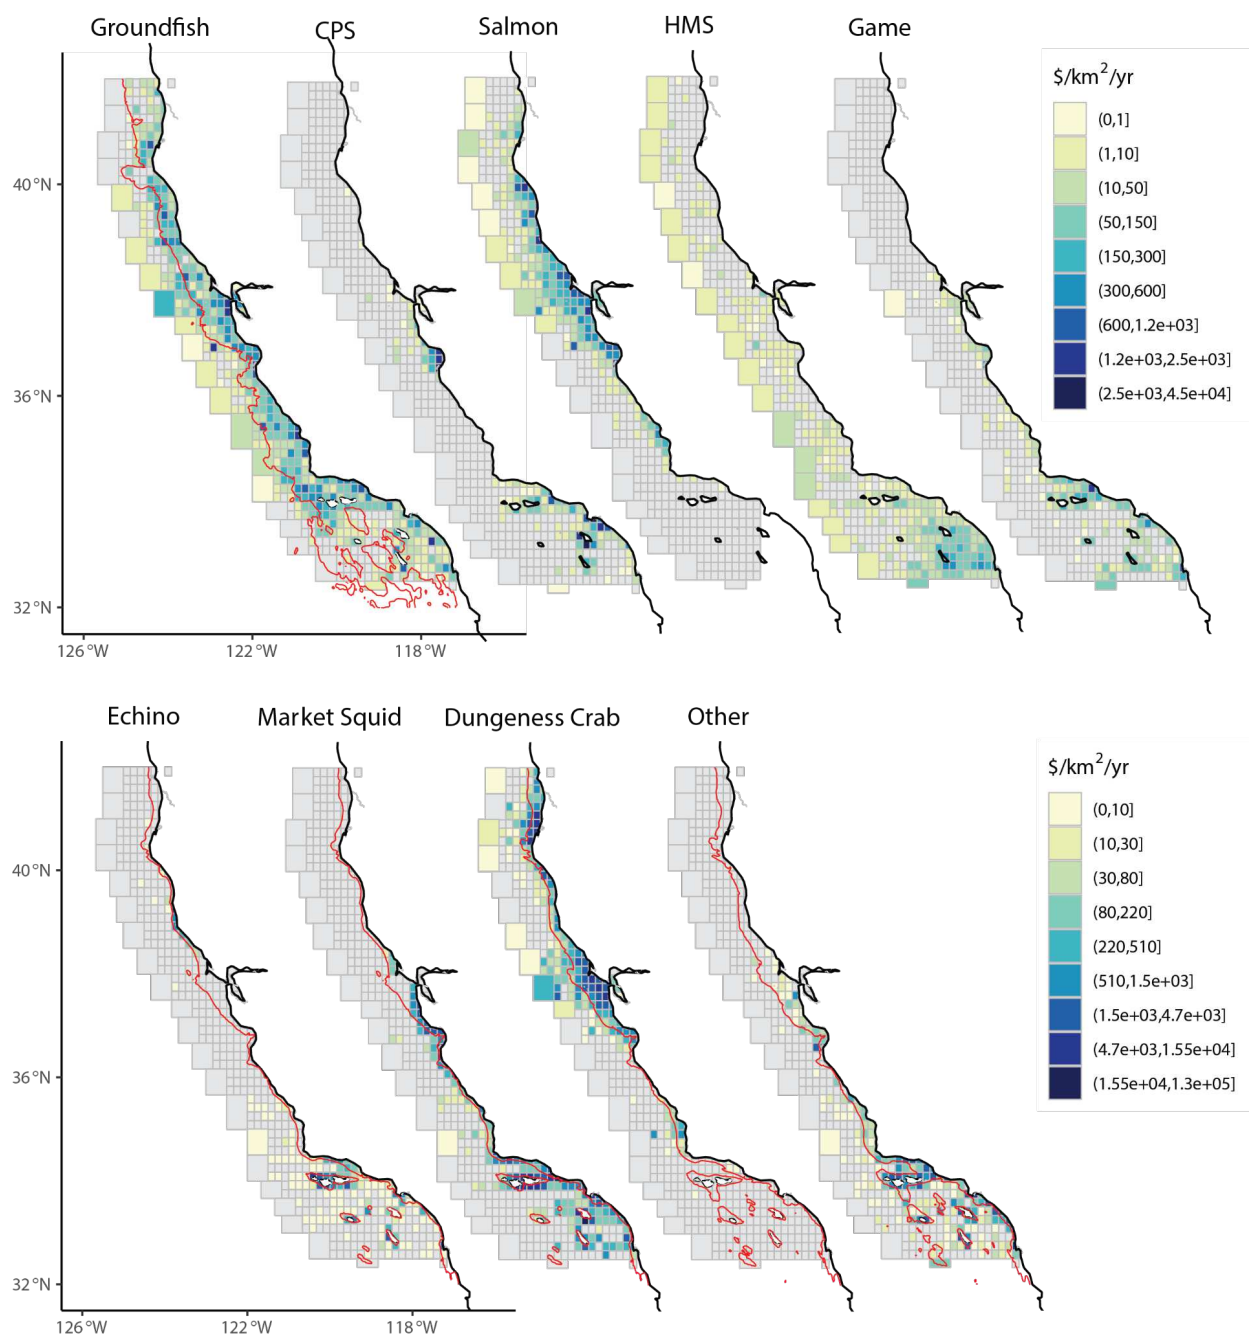 Groundfish CPS Salmon HMS Game
$/km²/yr
(0,1]
(1,10]
(10,50]
(50,150]
(150,300]
(300,600]
(600,1.2e+03]
(1.2e+03,2.5e+03]
(2.5e+03,4.5e+04]
40°N
36°N
32°N
126°W 122°W 118°W
Echino Market Squid Dungeness Crab Other
$/km²/yr
(0,10]
(10,30]
(30,80]
(80,220]
(220,510]
(510,1.5e+03]
(1.5e+03,4.7e+03]
(4.7e+03,1.55e+04]
(1.55e+04,1.3e+05]
40°N
36°N
32°N
126°W 122°W 118°W